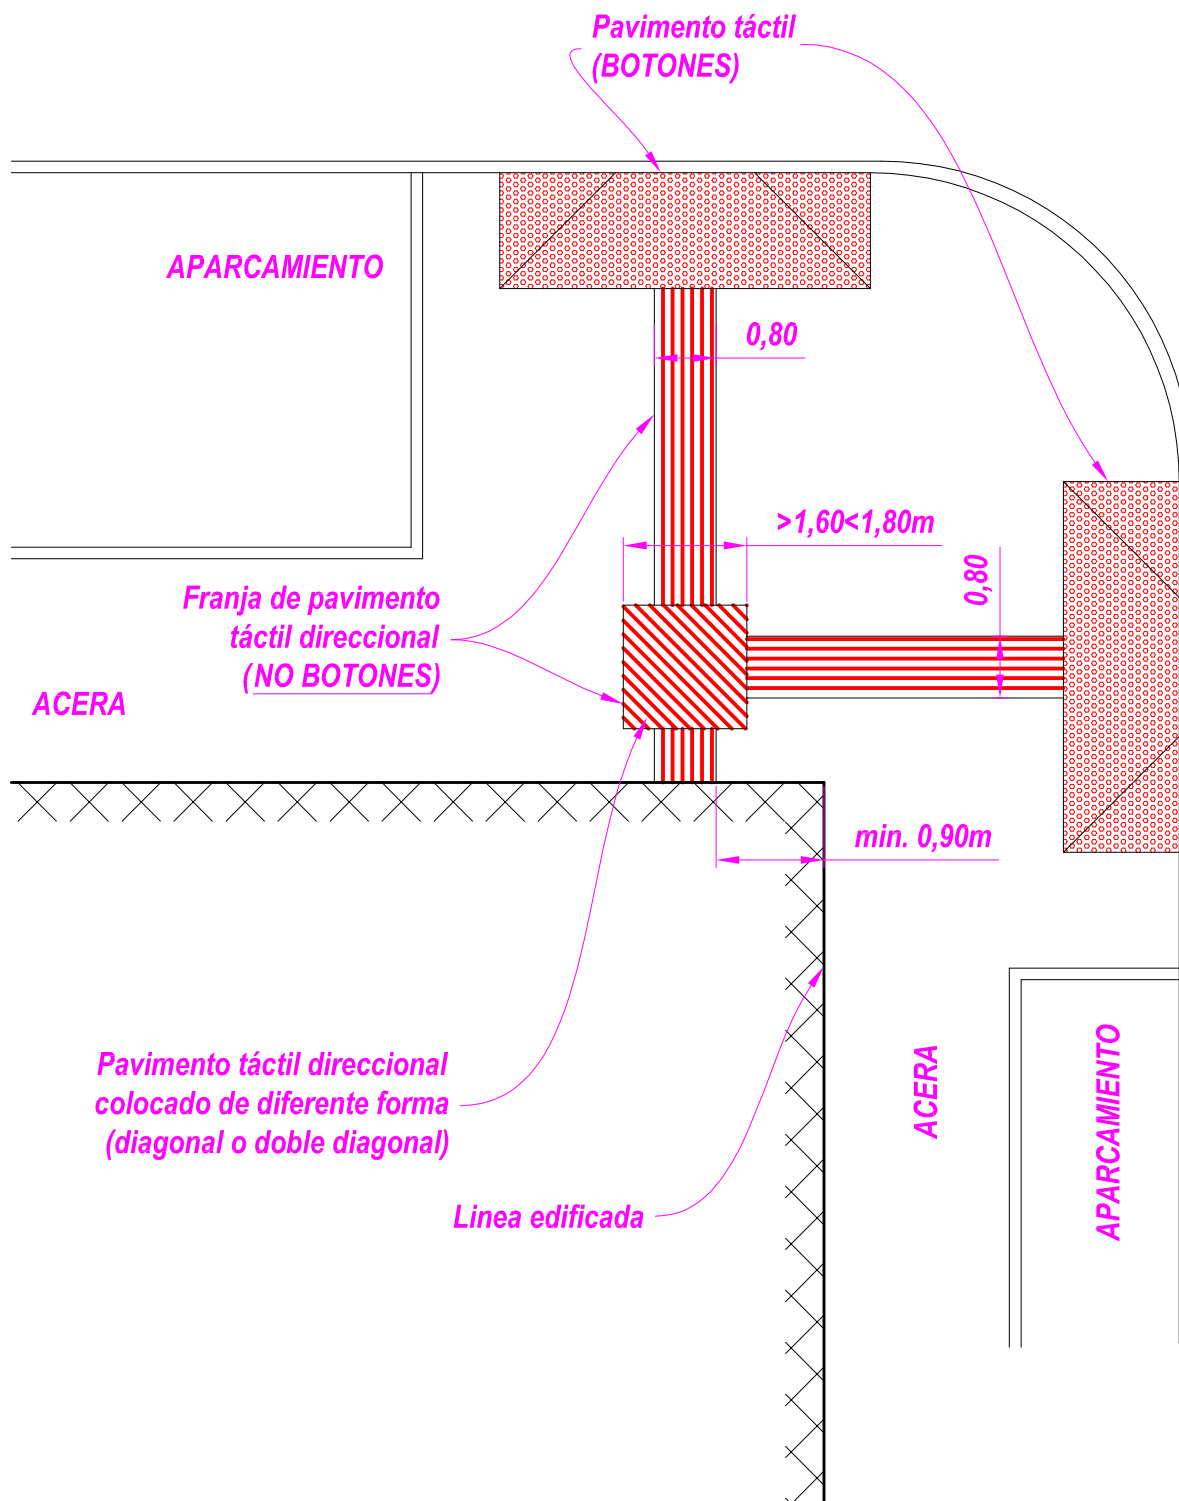 Pavimento táctil
(BOTONES)
APARCAMIENTO
0,80
>1,60<1,80m
0,80
Franja de pavimento
táctil direccional
(NO BOTONES)
ACERA
min. 0,90m
Pavimento táctil direccional
colocado de diferente forma
(diagonal o doble diagonal)
ACERA
APARCAMIENTO
Linea edificada